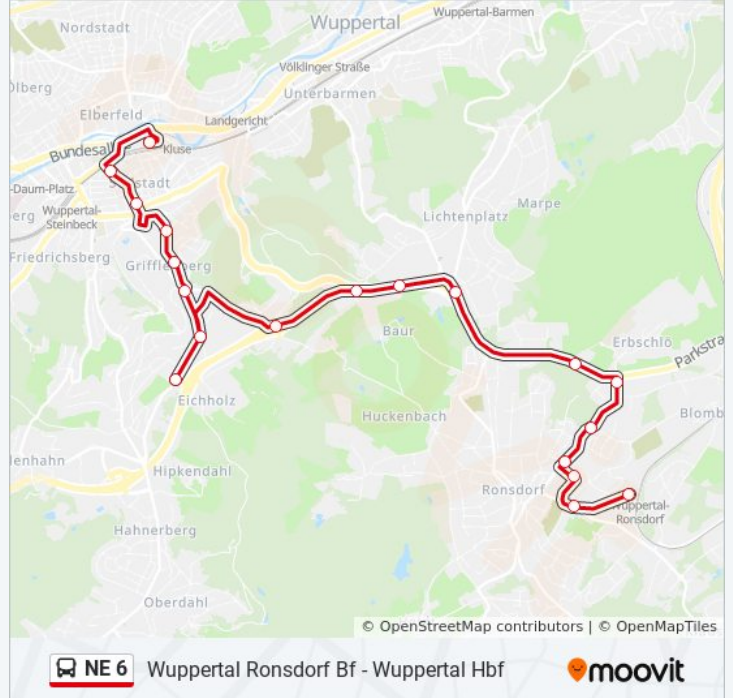 Wuppertal-Barmen
Wuppertal
Nordstadt
Völklinger Straße
Ölberg
Unterbarmen
Elberfeld
Landgericht
Bundesall
Kluse
-Daum-Platz
Marpe
Wuppertal-
Steinbeck
Lichtenplatz
Friedrichsberg
Baur
Erbschlö
Parkstra
Eichholz
Huckenbach
Blomb
lenhahn
Hipkendahl
Ronsdorf
Wuppertal-
Ronsdorf
Hahnerberg
Oberdahl
© OpenStreetMap contributors | © OpenMapTiles
NE 6 Wuppertal Ronsdorf Bf - Wuppertal Hbf
moovit